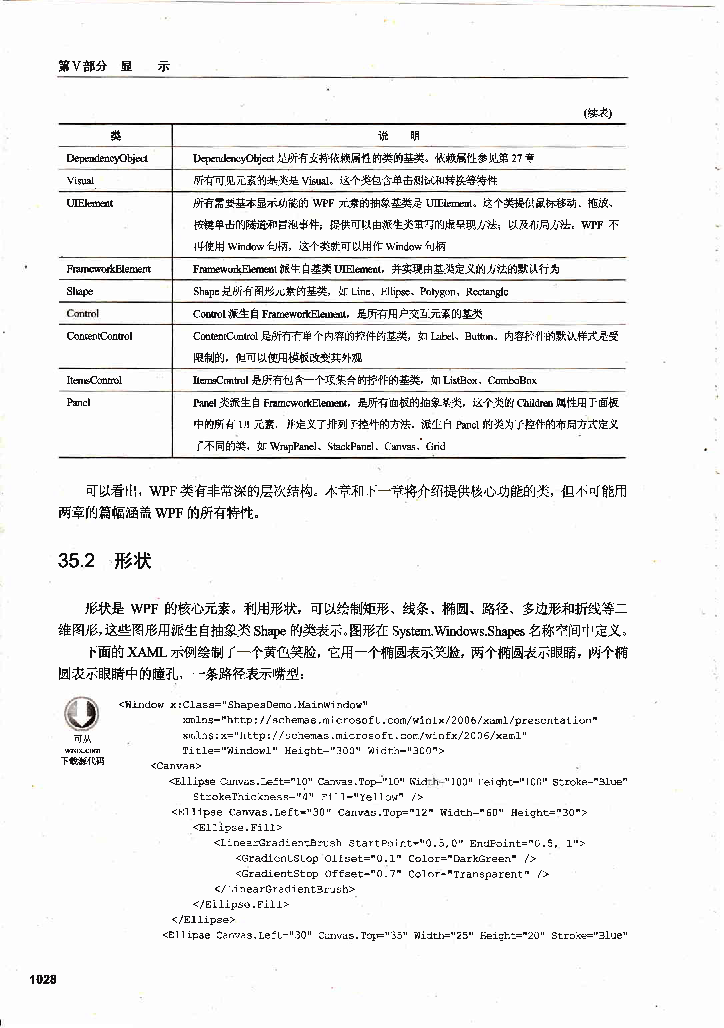 第V部分 显 示
(续表)
类 说 明
DependencyObject DependencyObject 是所有支持依赖属性的类的基类。依赖属性参见第 27 章
Visual 所有可见元素的基类是 Visual。这个类包含单击测试和转换等特性
UIElement 所有需要基本显示功能的 WPF 元素的抽象基类是 UIElement。这个类提供鼠标移动、拖放、
按键单击的隧道和冒泡事件；提供可以由派生类重写的虚呈现方法；以及布局方法。WPF 不
再使用 Window 句柄，这个类就可以用作 Window 句柄
FrameworkElement FrameworkElement 派生自基类 UIElement，并实现由基类定义的方法的默认行为
Shape Shape 是所有图形元素的基类，如 Line、Ellipse、Polygon、Rectangle
Control Control 派生自 FrameworkElement，是所有用户交互元素的基类
ContentControl ContentControl 是所有有单个内容的控件的基类，如 Label、Button。内容控件的默认样式是受
限制的，但可以使用模板改变其外观
ItemsControl ItemsControl 是所有包含一个项集合的控件的基类，如 ListBox、ComboBox
Panel Panel 类派生自 FrameworkElement，是所有面板的抽象基类，这个类的 Children 属性用于面板
中的所有 UI 元素，并定义了排列子控件的方法。派生自 Panel 的类为子控件的布局方式定义
了不同的类，如 WrapPanel、StackPanel、Canvas、Grid
可以看出，WPF 类有非常深的层次结构。本章和下一章将介绍提供核心功能的类，但不可能用
两章的篇幅涵盖 WPF 的所有特性。
35.2 形状
形状是 WPF 的核心元素。利用形状，可以绘制矩形、线条、椭圆、路径、多边形和折线等二
维图形，这些图形用派生自抽象类 Shape 的类表示。图形在 System.Windows.Shapes 名称空间中定义。
下面的 XAML 示例绘制了一个黄色笑脸，它用一个椭圆表示笑脸，两个椭圆表示眼睛，两个椭
圆表示眼睛中的瞳孔，一条路径表示嘴型：
可从
wrox.com
下载源代码
<Window x:Class="ShapesDemo.MainWindow"
xmlns="http://schemas.microsoft.com/winfx/2006/xaml/presentation"
xmlns:x="http://schemas.microsoft.com/winfx/2006/xaml"
Title="Window1" Height="300" Width="300">
<Canvas>
<Ellipse Canvas.Left="10" Canvas.Top="10" Width="100" Height="100" Stroke="Blue"
StrokeThickness="4" Fill="Yellow" />
<Ellipse Canvas.Left="30" Canvas.Top="12" Width="60" Height="30">
<Ellipse.Fill>
<LinearGradientBrush StartPoint="0.5,0" EndPoint="0.5, 1">
<GradientStop Offset="0.1" Color="DarkGreen" />
<GradientStop Offset="0.7" Color="Transparent" />
</LinearGradientBrush>
</Ellipse.Fill>
</Ellipse>
<Ellipse Canvas.Left="30" Canvas.Top="35" Width="25" Height="20" Stroke="Blue"
1028